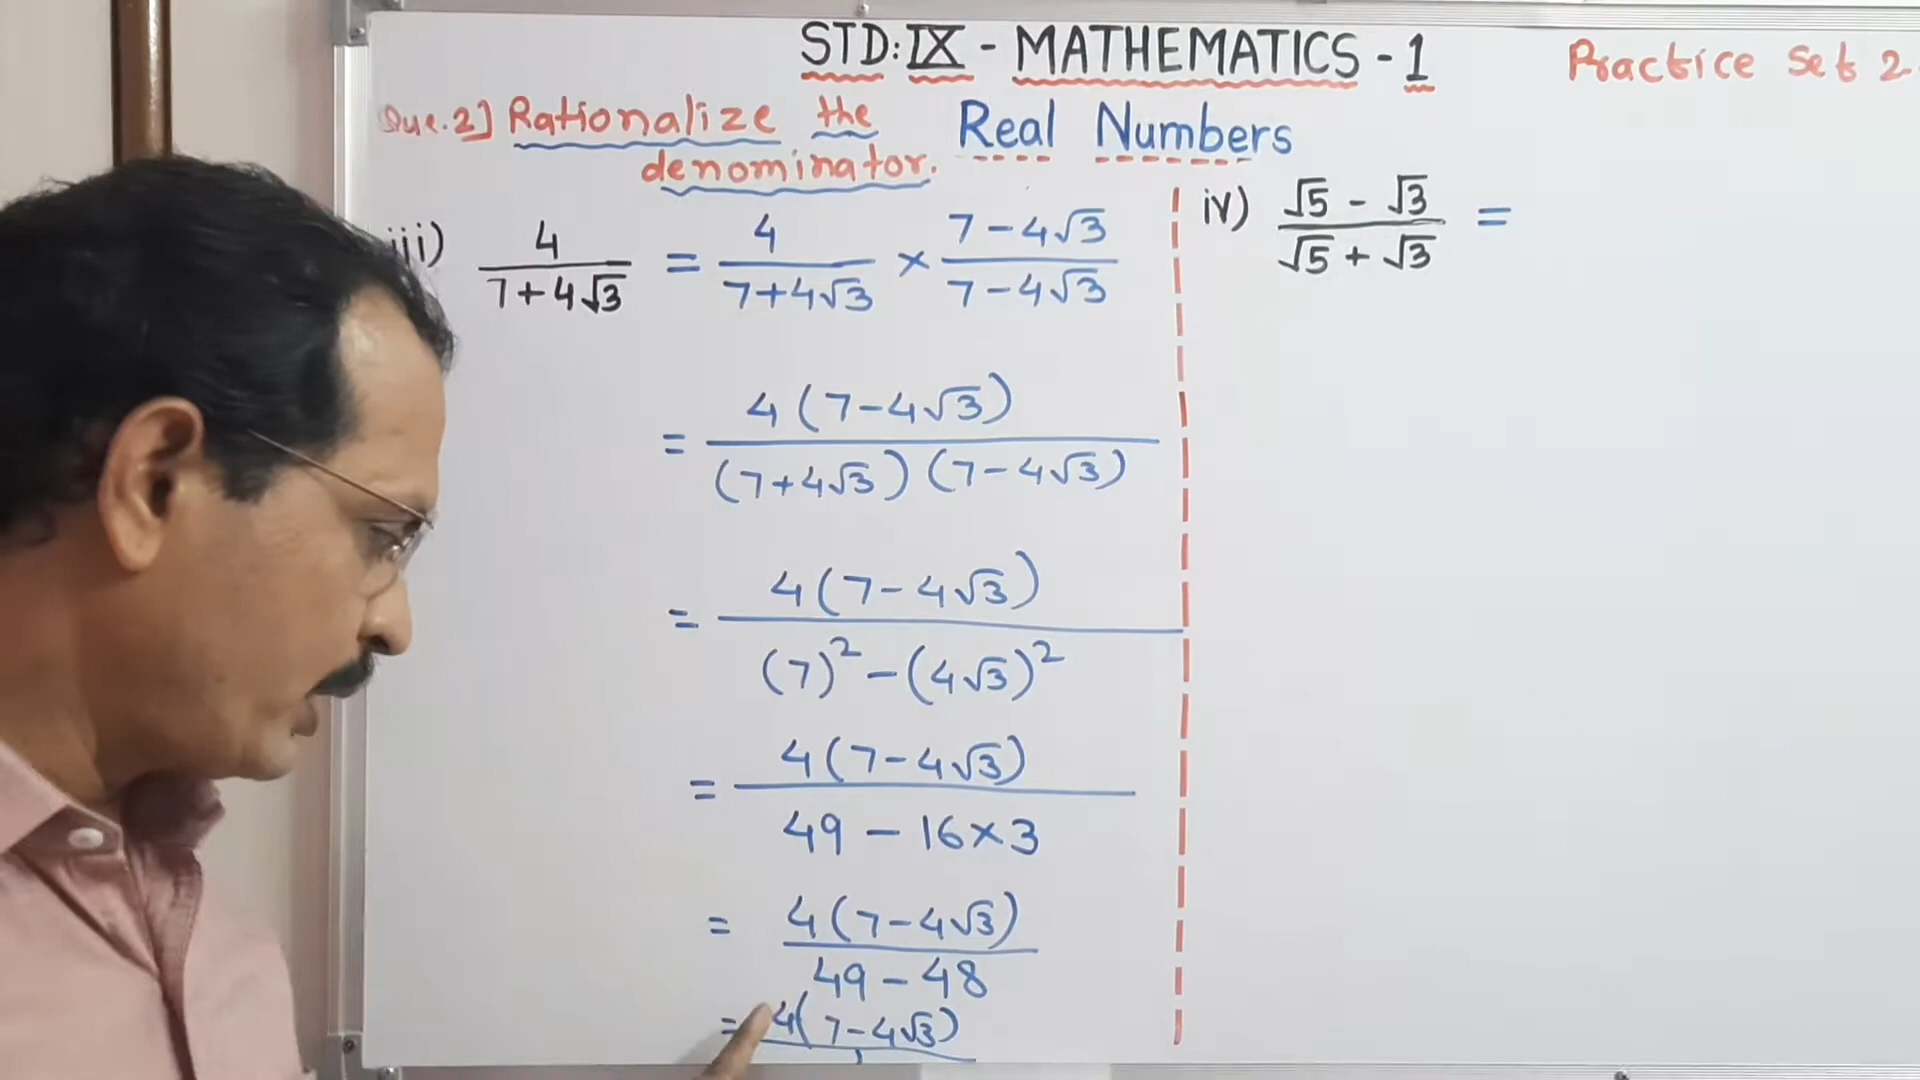 STD: IX - MATHEMATICS - 1
Practice Set 2.
Que.2] Rationalize the denominator.
Real Numbers
iii) 4/(7+4√3) = 4/(7+4√3) × (7-4√3)/(7-4√3)
= 4(7-4√3)/((7+4√3)(7-4√3))
= 4(7-4√3)/((7)² - (4√3)²)
= 4(7-4√3)/(49 - 16×3)
= 4(7-4√3)/(49-48)
= 4(7-4√3)/1
iv) (√5 - √3)/(√5 + √3) =